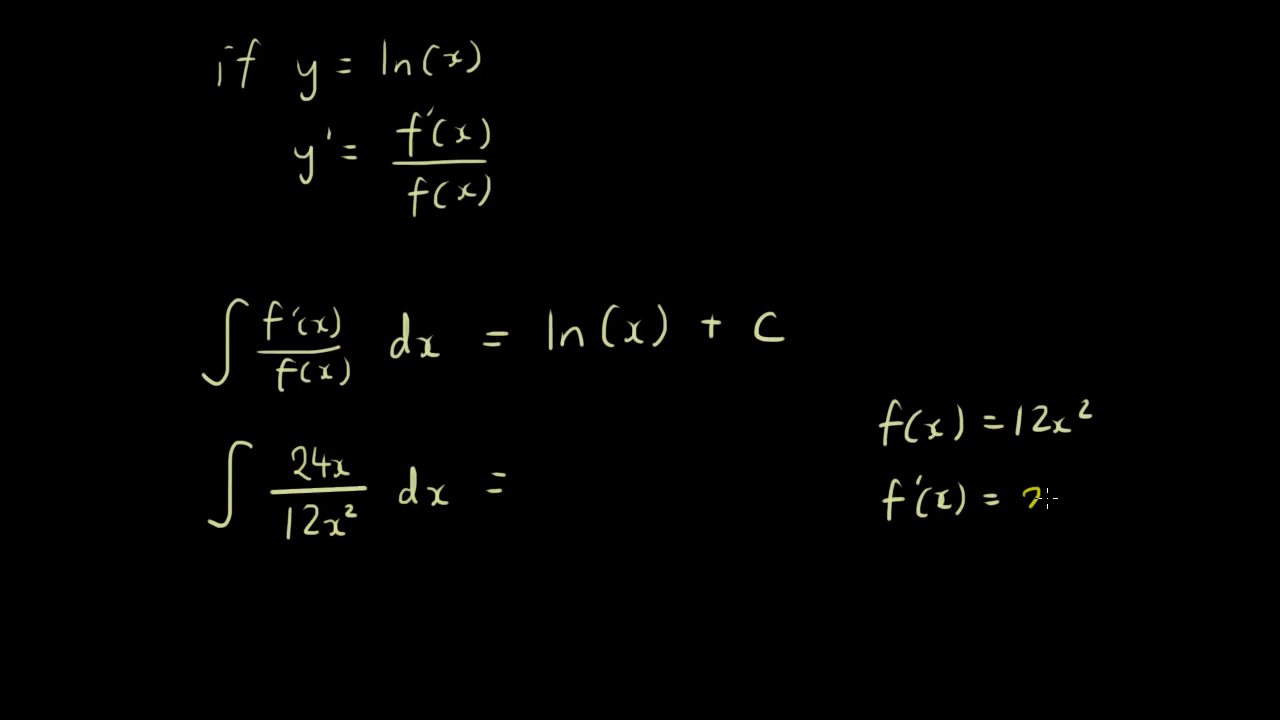 if y = ln(x)
y' = f'(x)/f(x)
∫ f'(x)/f(x) dx = ln(x) + C
f(x) = 12x²
∫ 24x/12x² dx =
f'(x) =